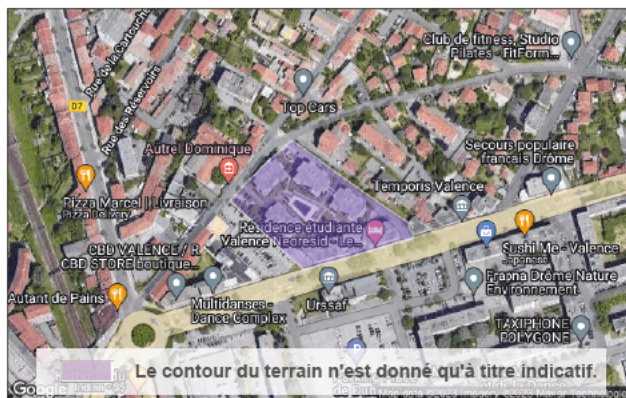 Club de fitness, Studio
Pilates - FitForm...
Rue de la Cartouche
D7
Rue des Réservoirs
Top Cars
Autret Dominique
Secours populaire
français Drôme
Pizza Marcel | Livraison
Pizza Delivery
Temporis Valence
Résidence étudiante
Valence Neoresid - Le...
CBD VALENCE / R
CBD STORE boutique...
Sushi Me - Valence
Japanese
Autant de Pains
Multidanses -
Dance Complex
Urssaf
Frapna Drôme Nature
Environnement
TAXIPHONE
POLYGONE
Le contour du terrain n'est donné qu'à titre indicatif.
Google